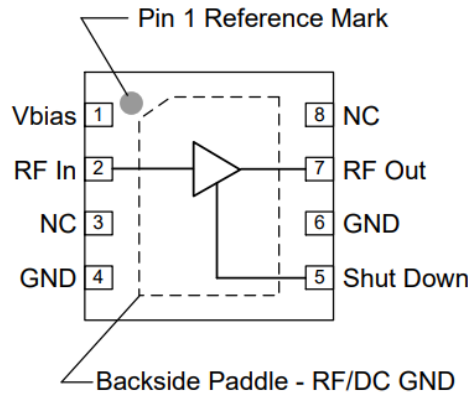 Pin 1 Reference Mark
Vbias 1
8 NC
RF In 2
7 RF Out
NC 3
6 GND
GND 4
5 Shut Down
Backside Paddle - RF/DC GND